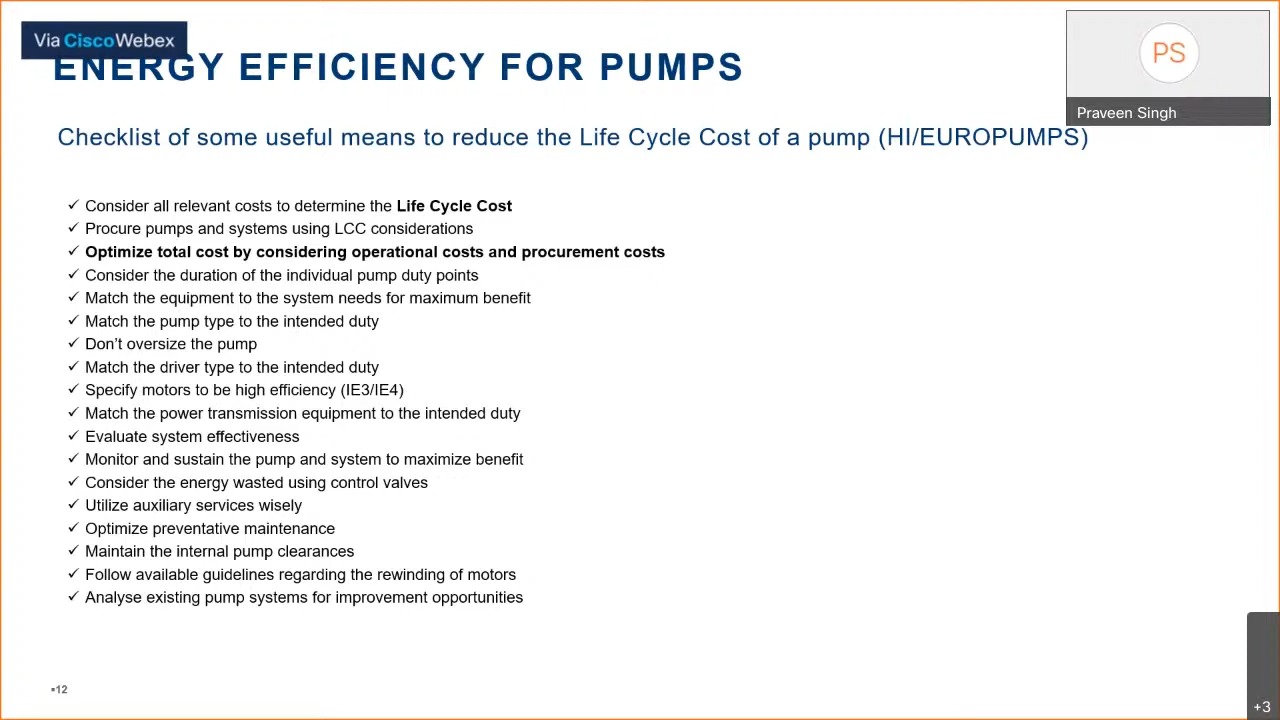 Via CiscoWebex
ENERGY EFFICIENCY FOR PUMPS
PS
Praveen Singh
Checklist of some useful means to reduce the Life Cycle Cost of a pump (HI/EUROPUMPS)
✓ Consider all relevant costs to determine the Life Cycle Cost
✓ Procure pumps and systems using LCC considerations
✓ Optimize total cost by considering operational costs and procurement costs
✓ Consider the duration of the individual pump duty points
✓ Match the equipment to the system needs for maximum benefit
✓ Match the pump type to the intended duty
✓ Don’t oversize the pump
✓ Match the driver type to the intended duty
✓ Specify motors to be high efficiency (IE3/IE4)
✓ Match the power transmission equipment to the intended duty
✓ Evaluate system effectiveness
✓ Monitor and sustain the pump and system to maximize benefit
✓ Consider the energy wasted using control valves
✓ Utilize auxiliary services wisely
✓ Optimize preventative maintenance
✓ Maintain the internal pump clearances
✓ Follow available guidelines regarding the rewinding of motors
✓ Analyse existing pump systems for improvement opportunities
▪12
+3